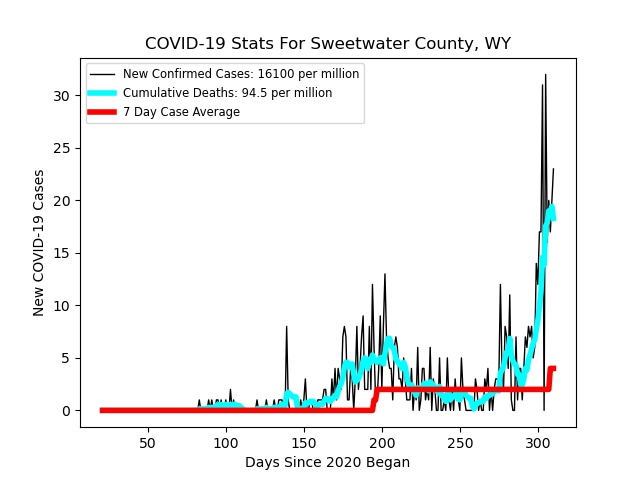 COVID-19 Stats For Sweetwater County, WY
New Confirmed Cases: 16100 per million
Cumulative Deaths: 94.5 per million
7 Day Case Average
New COVID-19 Cases
30
25
20
15
10
5
0
50 100 150 200 250 300
Days Since 2020 Began